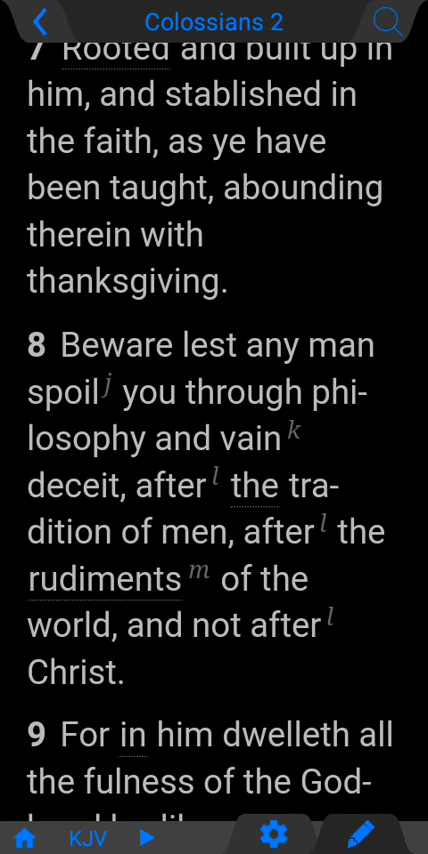 Colossians 2
7 Rooted and built up in
him, and stablished in
the faith, as ye have
been taught, abounding
therein with
thanksgiving.
8 Beware lest any man
spoil j you through phi-
losophy and vain k
deceit, after l the tra-
dition of men, after l the
rudiments m of the
world, and not after l
Christ.
9 For in him dwelleth all
the fulness of the God-
KJV